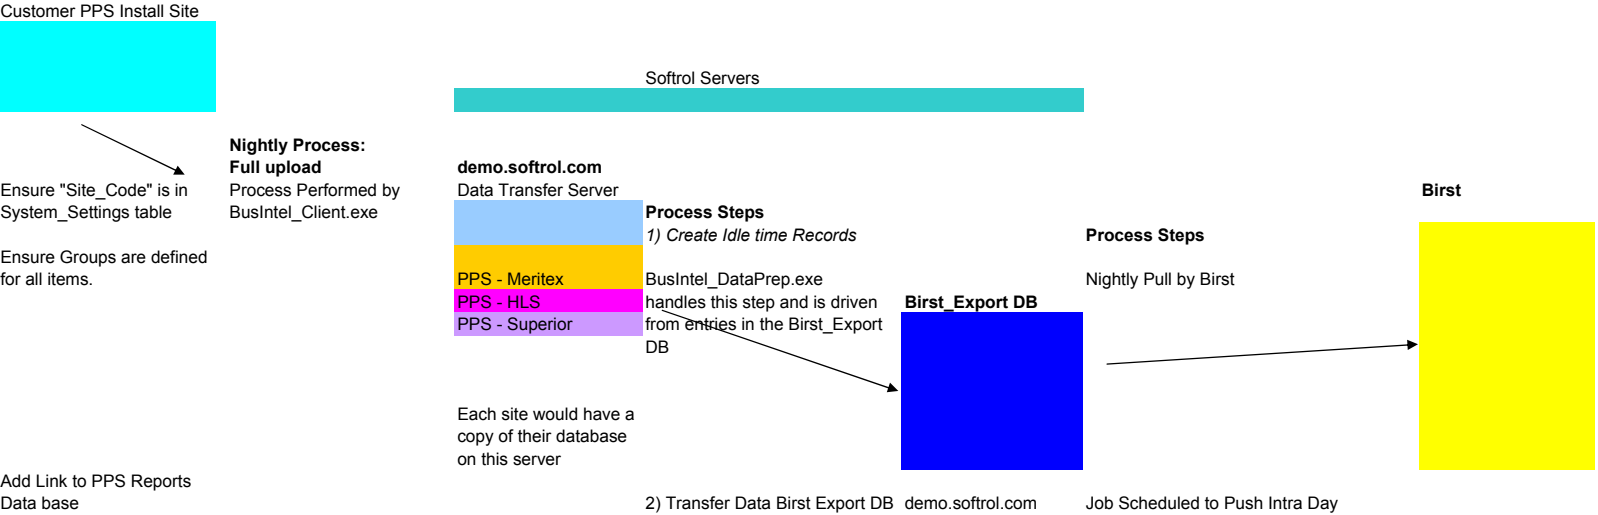 Customer PPS Install Site
Softrol Servers
Nightly Process:
Full upload
Process Performed by
BusIntel_Client.exe
demo.softrol.com
Data Transfer Server
Ensure "Site_Code" is in
System_Settings table
Ensure Groups are defined
for all items.
Process Steps
1) Create Idle time Records
BusIntel_DataPrep.exe
handles this step and is driven
from entries in the Birst_Export
DB
PPS - Meritex
PPS - HLS
PPS - Superior
Birst_Export DB
Process Steps
Nightly Pull by Birst
Birst
Each site would have a
copy of their database
on this server
Add Link to PPS Reports
Data base
2) Transfer Data Birst Export DB
demo.softrol.com
Job Scheduled to Push Intra Day